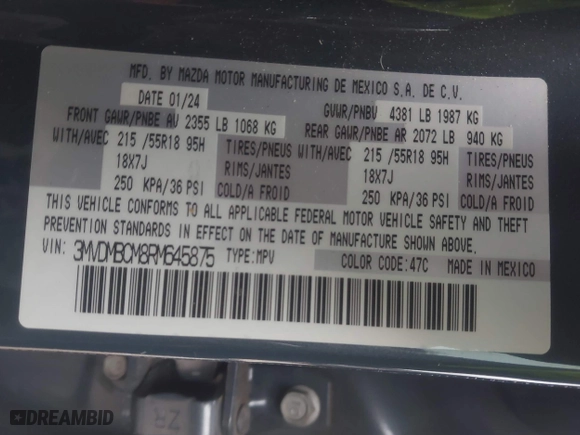 MFD. BY MAZDA MOTOR MANUFACTURING DE MEXICO S.A. DE C.V.
DATE 01/24 GVWR/PNBV 4381 LB 1987 KG
FRONT GAWR/PNBE AV 2355 LB 1068 KG REAR GAWR/PNBE AR 2072 LB 940 KG
WITH/AVEC 215 /55R18 95H TIRES/PNEUS WITH/AVEC 215 /55R18 95H TIRES/PNEUS
18X7J RIMS/JANTES 18X7J RIMS/JANTES
250 KPA/36 PSI COLD/A FROID 250 KPA/36 PSI COLD/A FROID
THIS VEHICLE CONFORMS TO ALL APPLICABLE FEDERAL MOTOR VEHICLE SAFETY AND THEFT
PREVENTION STANDARDS IN EFFECT ON THE DATE OF MANUFACTURE SHOWN ABOVE.
VIN: 3MVDMBCM8RM645875 TYPE:MPV COLOR CODE:47C MADE IN MEXICO
ZR
DREAMBID